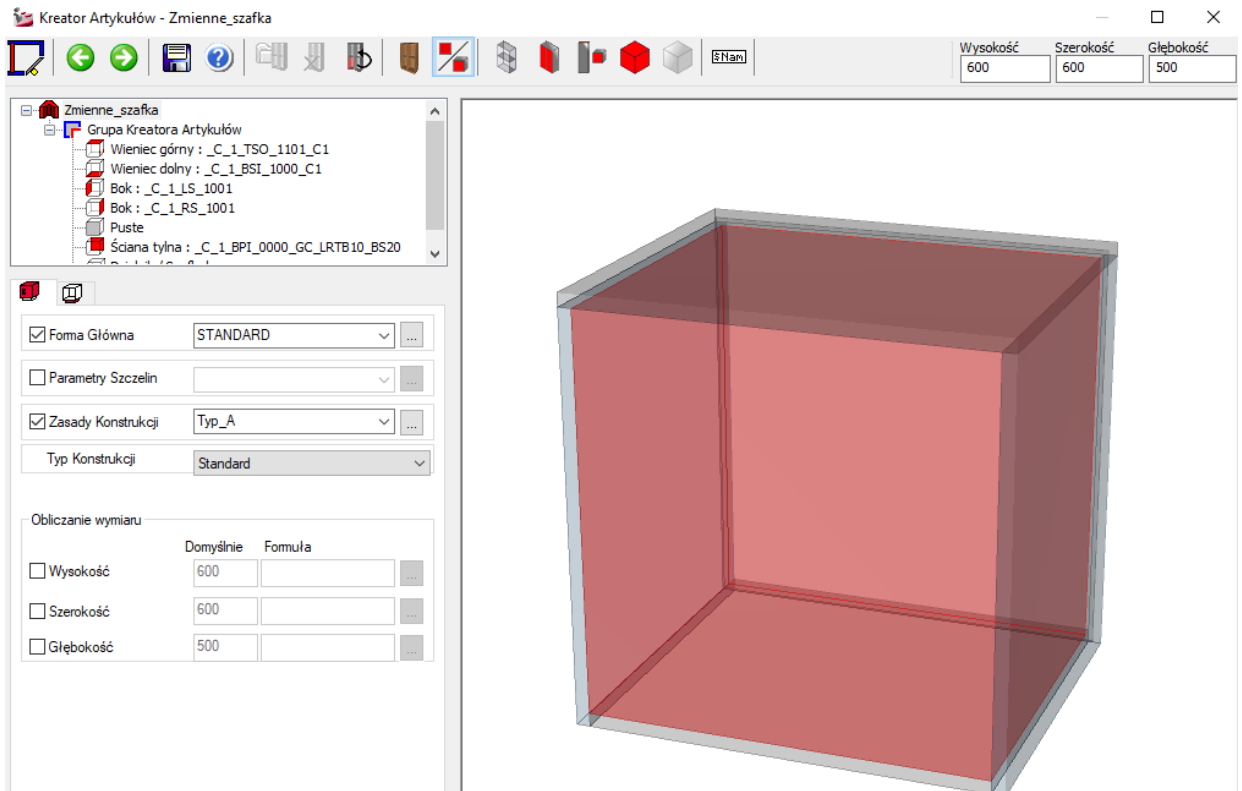 Kreator Artykułów - Zmienne_szafka
$Nam
Wysokość Szerokość Głębokość
600 600 500
Zmienne_szafka
Grupa Kreatora Artykułów
Wieniec górny : _C_1_TSO_1101_C1
Wieniec dolny : _C_1_BSI_1000_C1
Bok : _C_1_LS_1001
Bok : _C_1_RS_1001
Puste
Ściana tylna : _C_1_BPI_0000_GC_LRTB10_BS20
Forma Główna STANDARD ...
Parametry Szczelin ...
Zasady Konstrukcji Typ_A ...
Typ Konstrukcji Standard
Obliczanie wymiaru
Domyślnie Formuła
Wysokość 600 ...
Szerokość 600 ...
Głębokość 500 ...